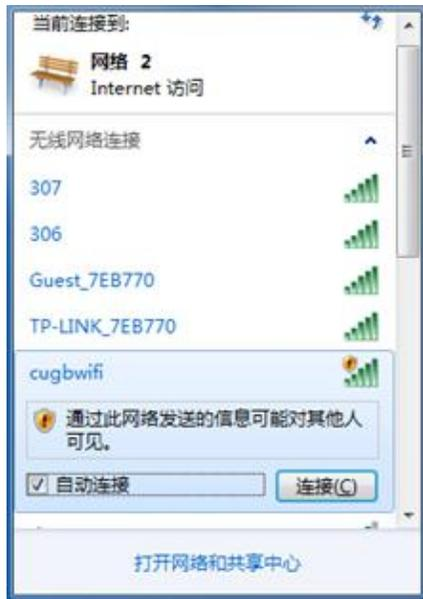 当前连接到:
网络 2
Internet 访问
无线网络连接
307
306
Guest_7EB770
TP-LINK_7EB770
cugbwifi
通过此网络发送的信息可能对其他人
可见。
自动连接
连接(C)
打开网络和共享中心